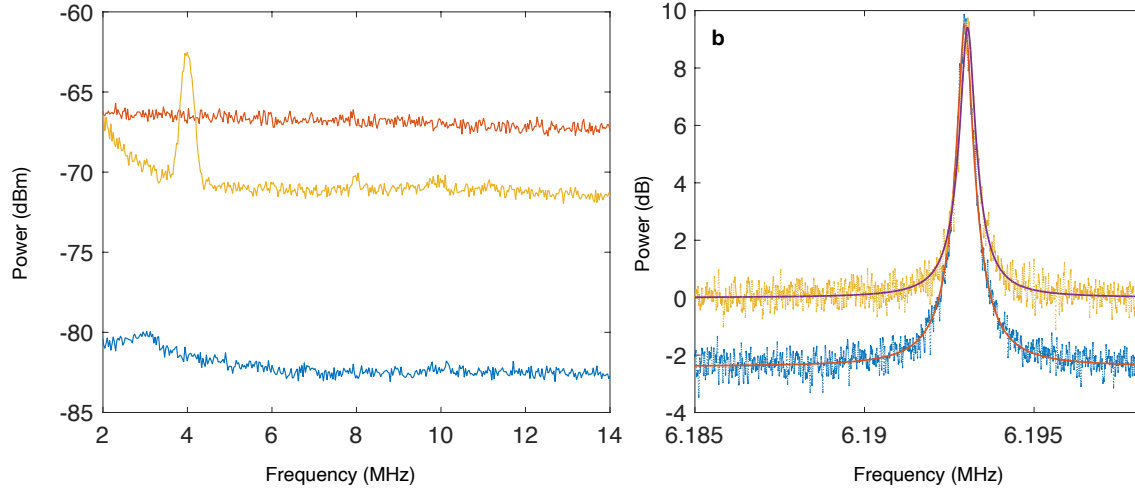 -60
-65
-70
-75
-80
-85
Power (dBm)
2 4 6 8 10 12 14
Frequency (MHz)
b
10
8
6
4
2
0
-2
-4
Power (dB)
6.185 6.19 6.195
Frequency (MHz)